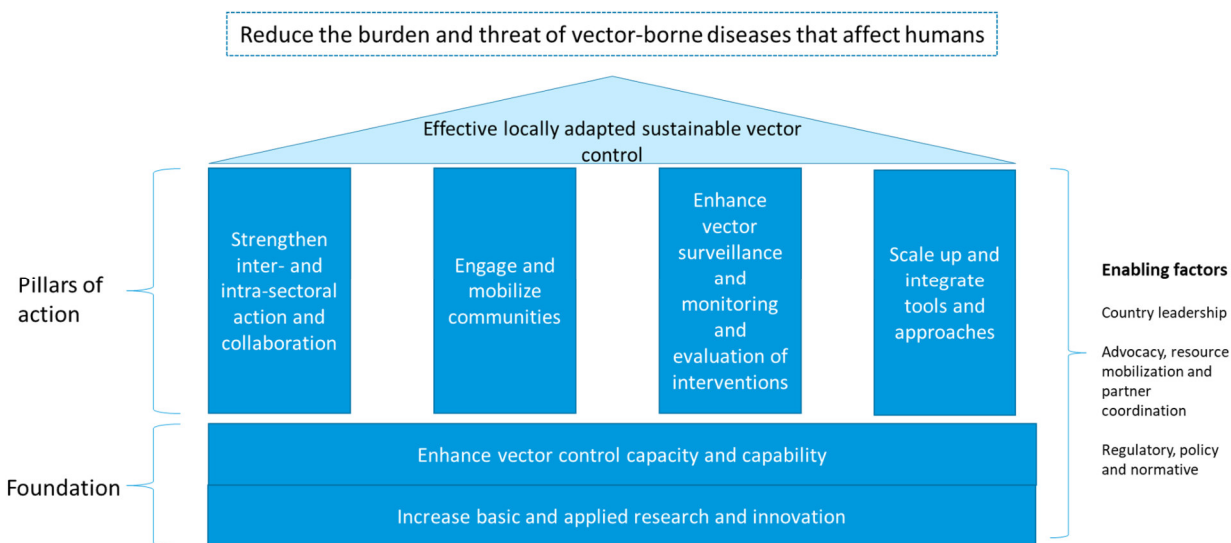 Reduce the burden and threat of vector-borne diseases that affect humans
Effective locally adapted sustainable vector
control
Pillars of
action
Strengthen
inter- and
intra-sectoral
action and
collaboration
Engage and
mobilize
communities
Enhance
vector
surveillance
and
monitoring
and
evaluation of
interventions
Scale up and
integrate
tools and
approaches
Foundation
Enhance vector control capacity and capability
Increase basic and applied research and innovation
Enabling factors
Country leadership
Advocacy, resource
mobilization and
partner
coordination
Regulatory, policy
and normative